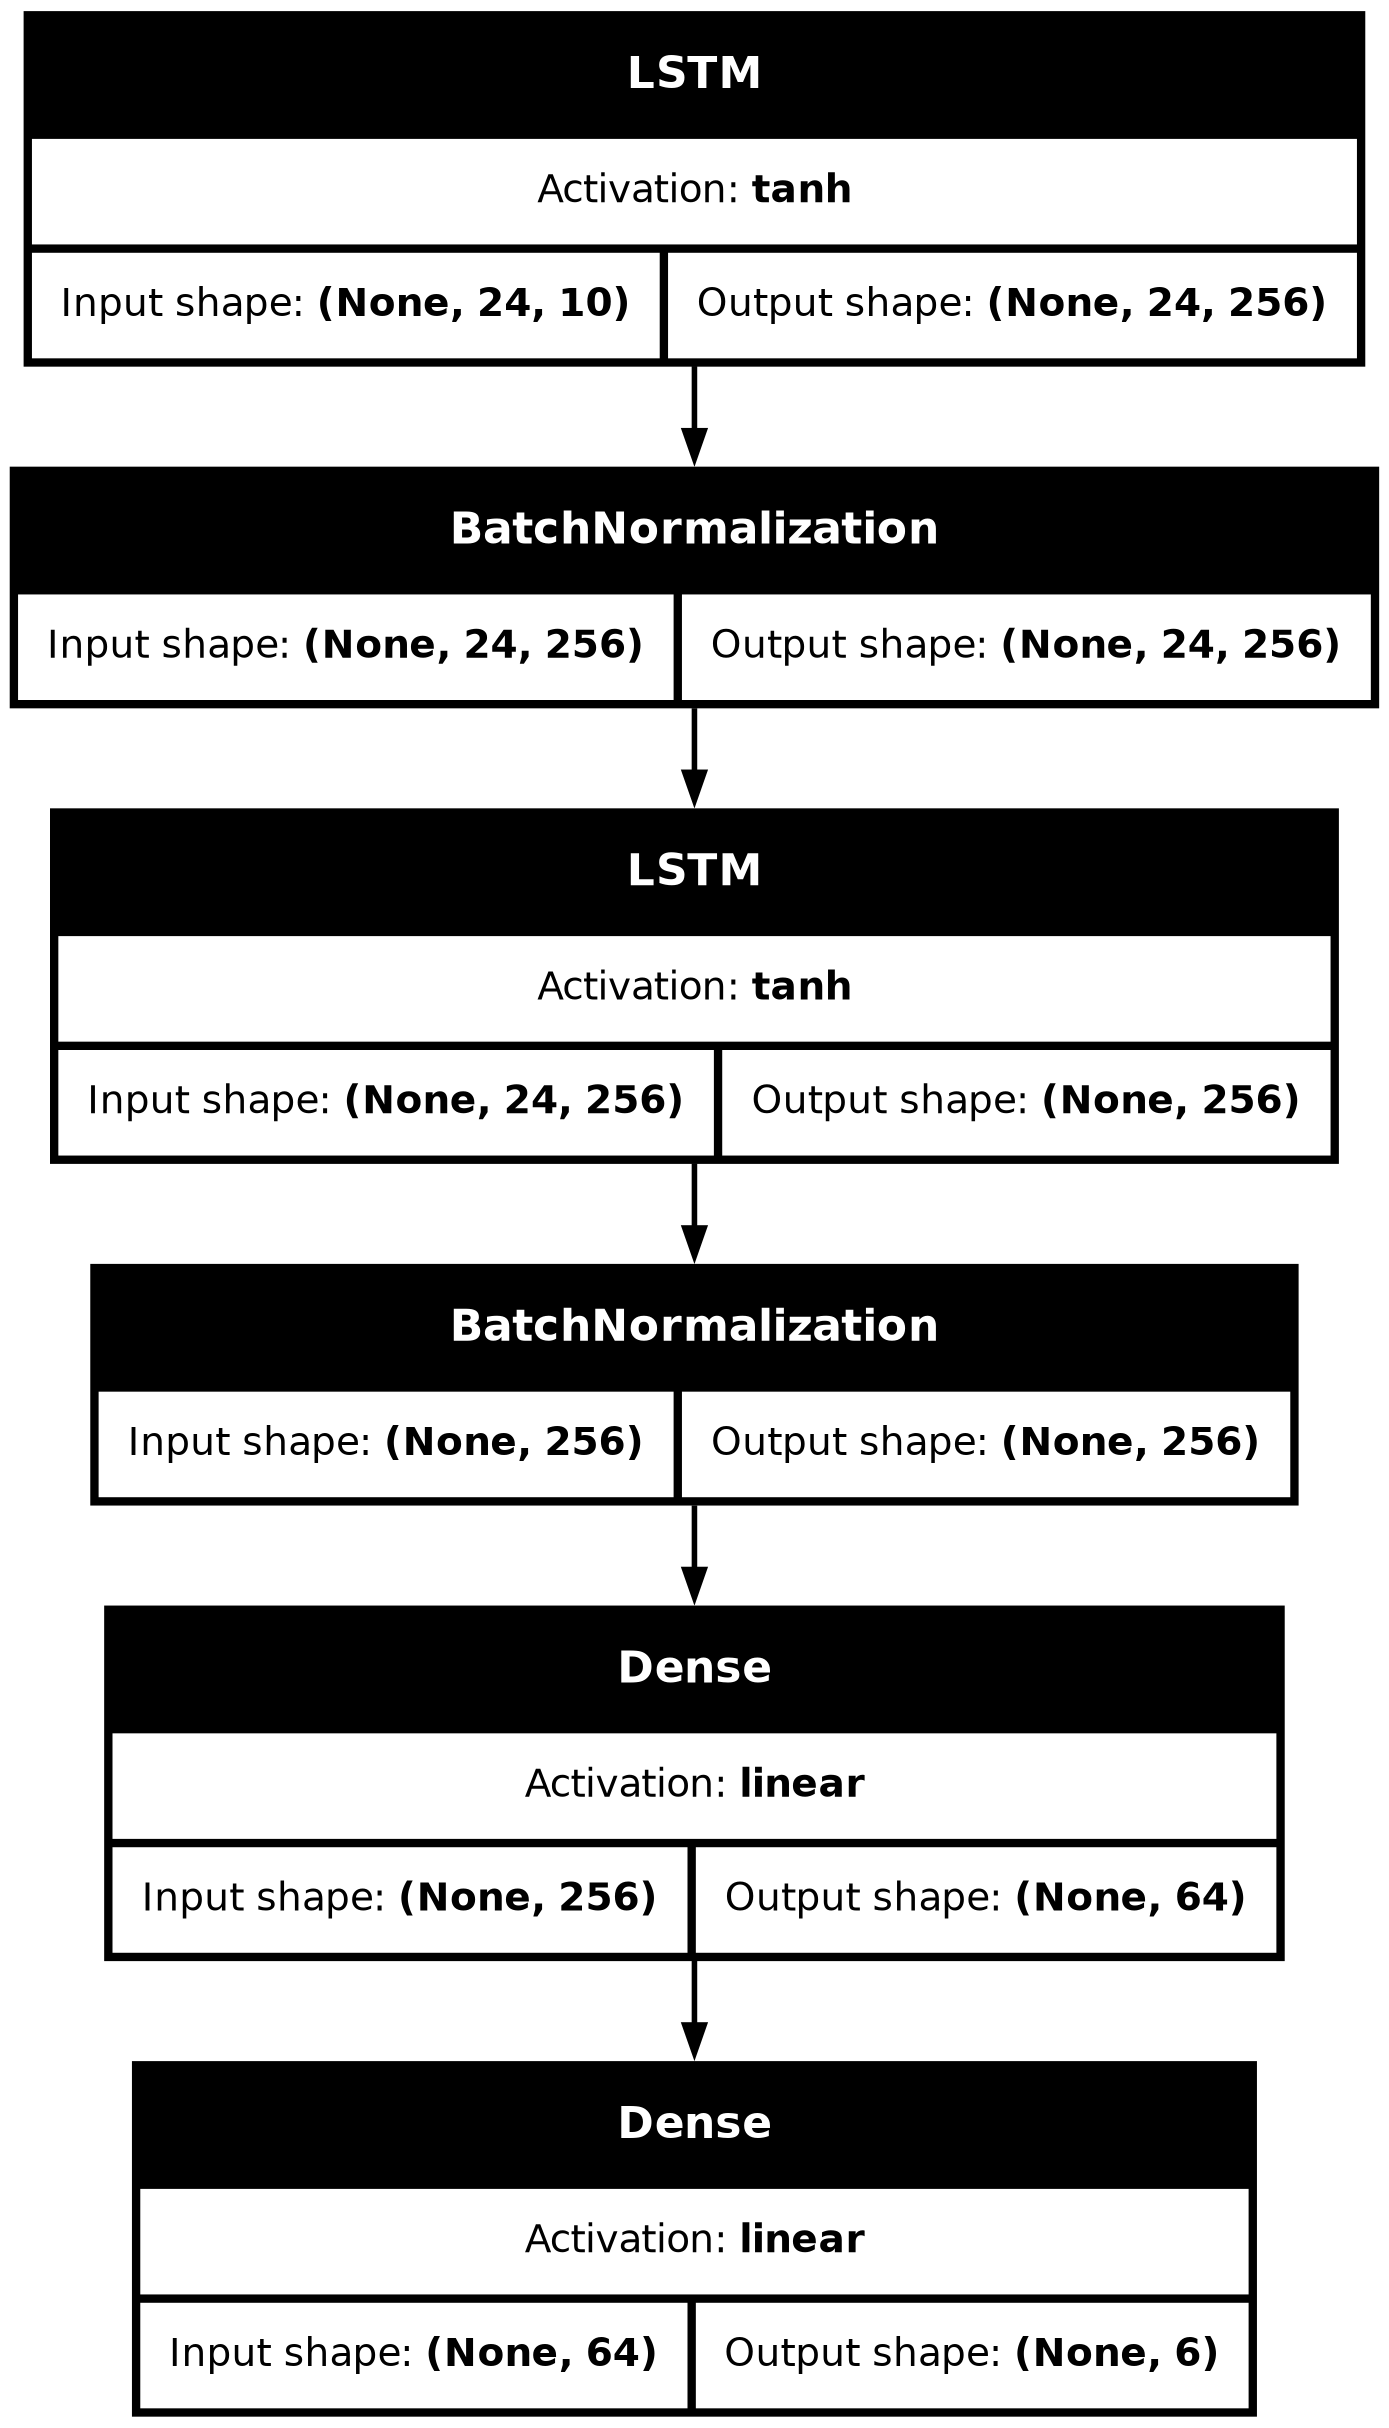 LSTM
Activation: tanh
Input shape: (None, 24, 10) Output shape: (None, 24, 256)
BatchNormalization
Input shape: (None, 24, 256) Output shape: (None, 24, 256)
LSTM
Activation: tanh
Input shape: (None, 24, 256) Output shape: (None, 256)
BatchNormalization
Input shape: (None, 256) Output shape: (None, 256)
Dense
Activation: linear
Input shape: (None, 256) Output shape: (None, 64)
Dense
Activation: linear
Input shape: (None, 64) Output shape: (None, 6)